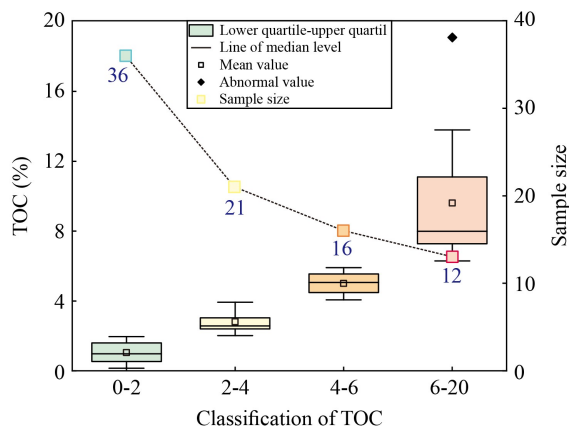 20
16
12
8
4
0
TOC (%)
Lower quartile-upper quartil
Line of median level
Mean value
Abnormal value
Sample size
36
21
16
12
40
30
20
10
0
Sample size
0-2
2-4
4-6
6-20
Classification of TOC